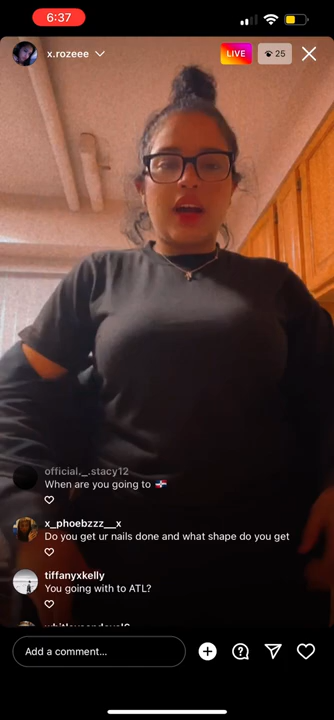 6:37
x.rozeee
LIVE
25
official._.stacy12
When are you going to 🇩🇴
x_phoebzzz__x
Do you get ur nails done and what shape do you get
tiffanyxkelly
You going with to ATL?
Add a comment...